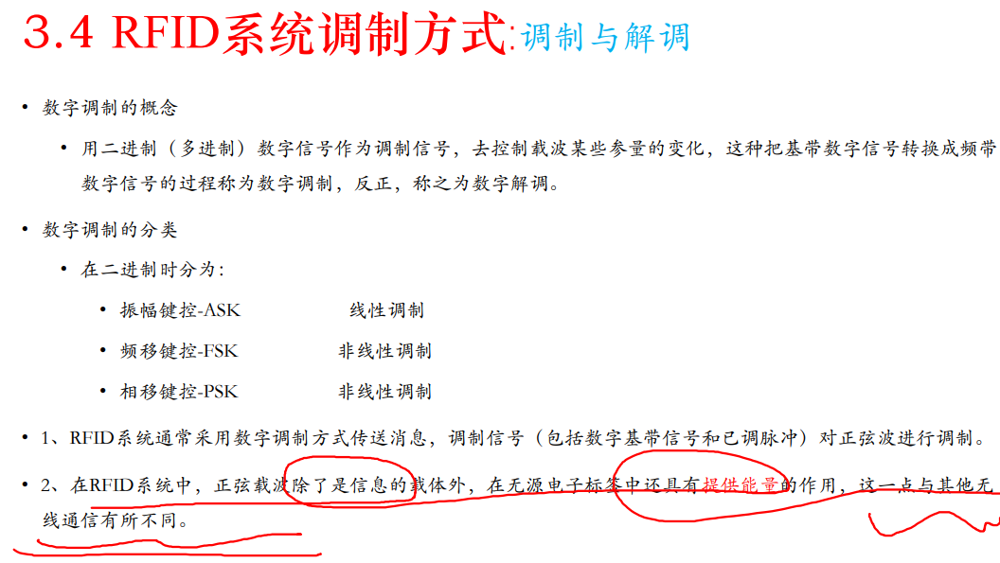 3.4 RFID系统调制方式:调制与解调
• 数字调制的概念
• 用二进制（多进制）数字信号作为调制信号，去控制载波某些参量的变化，这种把基带数字信号转换成频带
数字信号的过程称为数字调制，反正，称之为数字解调。
• 数字调制的分类
• 在二进制时分为：
• 振幅键控-ASK 线性调制
• 频移键控-FSK 非线性调制
• 相移键控-PSK 非线性调制
• 1、RFID系统通常采用数字调制方式传送消息，调制信号（包括数字基带信号和已调脉冲）对正弦波进行调制。
• 2、在RFID系统中，正弦载波除了是信息的载体外，在无源电子标签中还具有提供能量的作用，这一点与其他无
线通信有所不同。